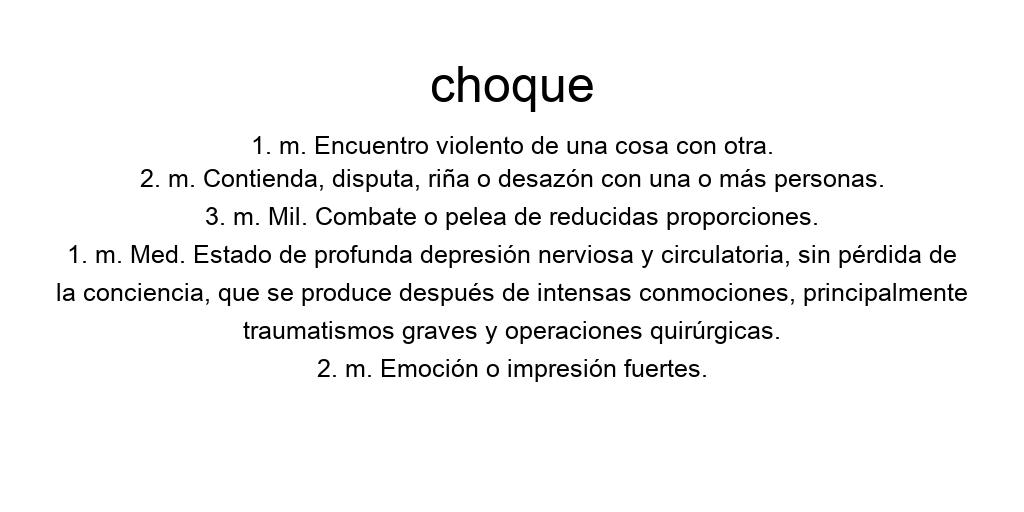 choque
1. m. Encuentro violento de una cosa con otra.
2. m. Contienda, disputa, riña o desazón con una o más personas.
3. m. Mil. Combate o pelea de reducidas proporciones.
1. m. Med. Estado de profunda depresión nerviosa y circulatoria, sin pérdida de
la conciencia, que se produce después de intensas conmociones, principalmente
traumatismos graves y operaciones quirúrgicas.
2. m. Emoción o impresión fuertes.